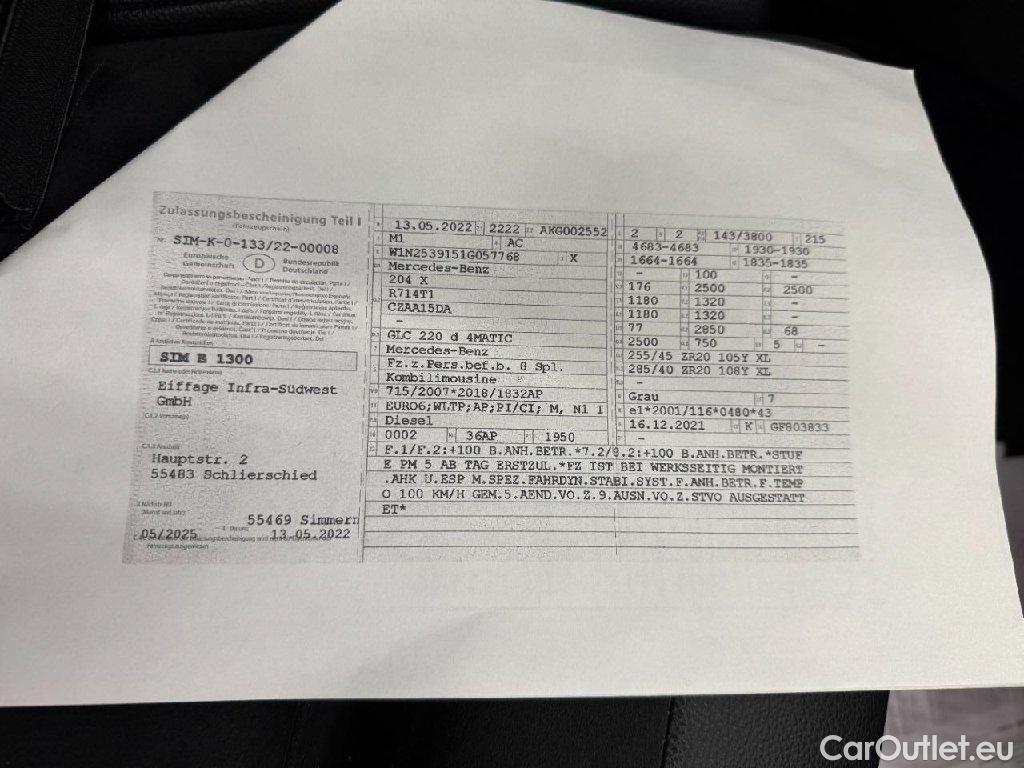 Zulassungsbescheinigung Teil I
(Fahrzeugschein)
Nr. SIM-K-0-133/22-00008
Europäische Gemeinschaft D Bundesrepublik Deutschland
SIM E 1300
Eiffage Infra-Südwest
GmbH
Hauptstr. 2
55483 Schlierschied
55469 Simmern
05/2025 13.05.2022
13.05.2022 2222 AKG002552
M1 AC
W1N2539151G057768 X
Mercedes-Benz
204 X
R714T1
CZAA15DA
-
GLC 220 d 4MATIC
Mercedes-Benz
Fz.z.Pers.bef.b. 8 Spl.
Kombilimousine
715/2007*2018/1832AP
EURO6;WLTP;AP;PI/CI; M, N1 I
Diesel
0002 36AP 1950
2 2 143/3800 215
4683-4683 1930-1930
1664-1664 1835-1835
- 100 -
176 2500 2500
1180 1320 -
1180 1320 -
77 2850 68
2500 750 5 -
255/45 ZR20 105Y XL
285/40 ZR20 108Y XL
-
Grau 7
e1*2001/116*0480*43
16.12.2021 K GF803833
-
F.1/F.2:+100 B.ANH.BETR.*7.2/8.2:+100 B.ANH.BETR.*STUF
E PM 5 AB TAG ERSTZUL.*FZ IST BEI WERKSSEITIG MONTIERT
.AHK U.ESP M.SPEZ.FAHRDYN.STABI.SYST.F.ANH.BETR.F.TEMP
O 100 KM/H GEM.5.AEND.VO.Z.9.AUSN.VO.Z.STVO AUSGESTATT
ET*
CarOutlet.eu